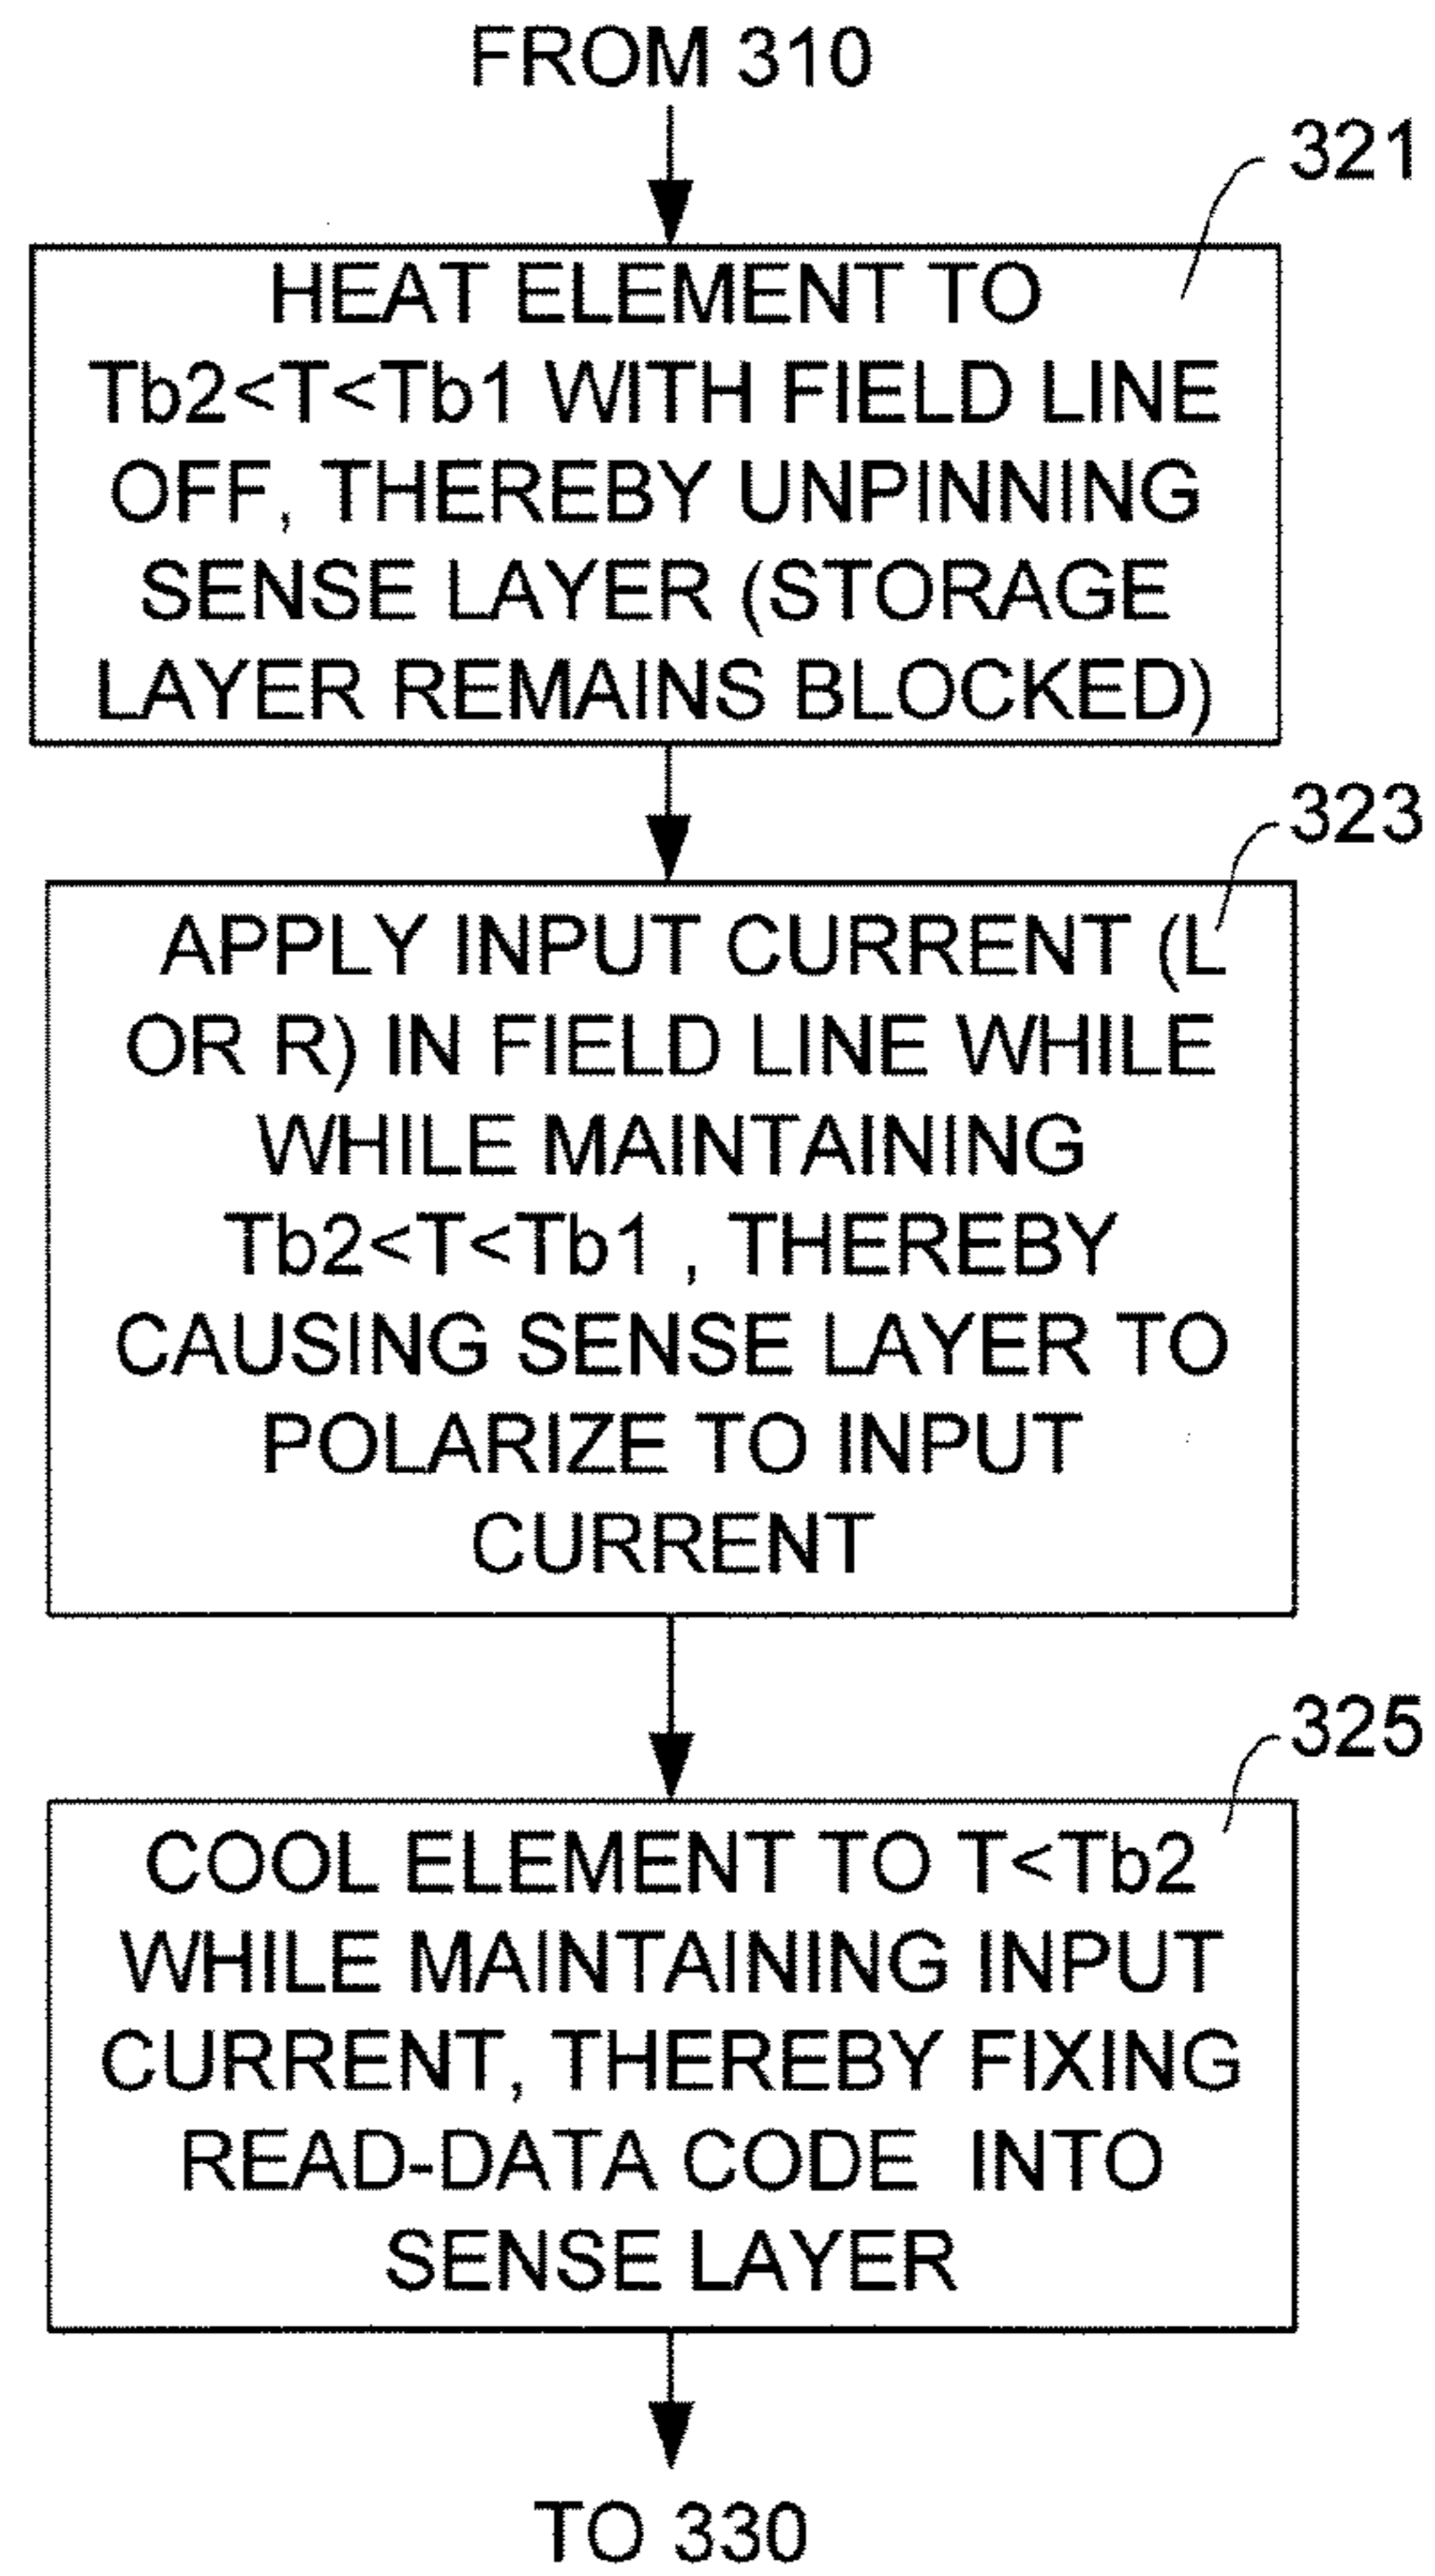 FROM 310
321
HEAT ELEMENT TO
Tb2<T<Tb1 WITH FIELD LINE
OFF, THEREBY UNPINNING
SENSE LAYER (STORAGE
LAYER REMAINS BLOCKED)
323
APPLY INPUT CURRENT (L
OR R) IN FIELD LINE WHILE
WHILE MAINTAINING
Tb2<T<Tb1 , THEREBY
CAUSING SENSE LAYER TO
POLARIZE TO INPUT
CURRENT
325
COOL ELEMENT TO T<Tb2
WHILE MAINTAINING INPUT
CURRENT, THEREBY FIXING
READ-DATA CODE INTO
SENSE LAYER
TO 330